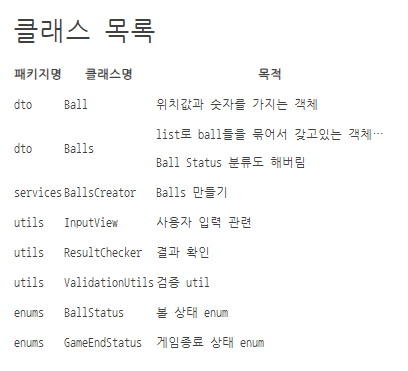 클래스 목록
패키지명 클래스명 목적
dto Ball 위치값과 숫자를 가지는 객체
list로 ball들을 묶어서 갖고있는 객체…
dto Balls
Ball Status 분류도 해버림
services BallsCreator Balls 만들기
utils InputView 사용자 입력 관련
utils ResultChecker 결과 확인
utils ValidationUtils 검증 util
enums BallStatus 볼 상태 enum
enums GameEndStatus 게임종료 상태 enum